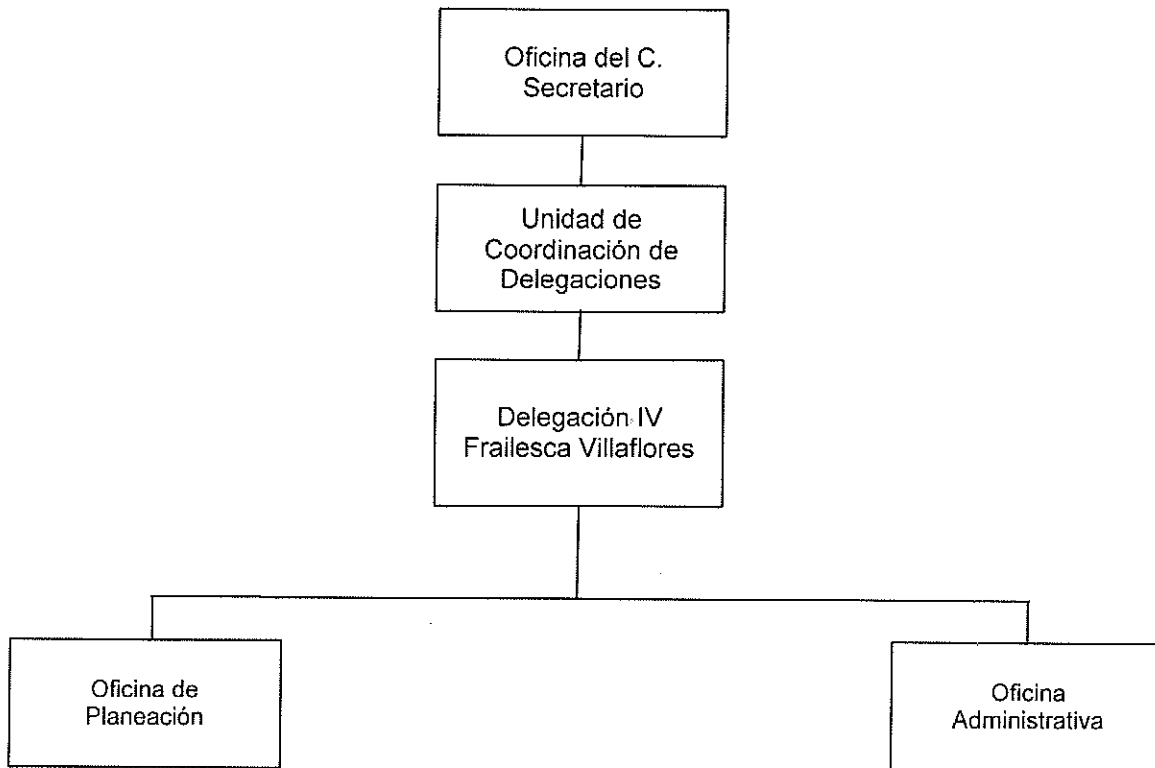 Oficina del C.
Secretario
Unidad de
Coordinación de
Delegaciones
Delegación IV
Frailesca Villaflores
Oficina de
Planeación
Oficina
Administrativa